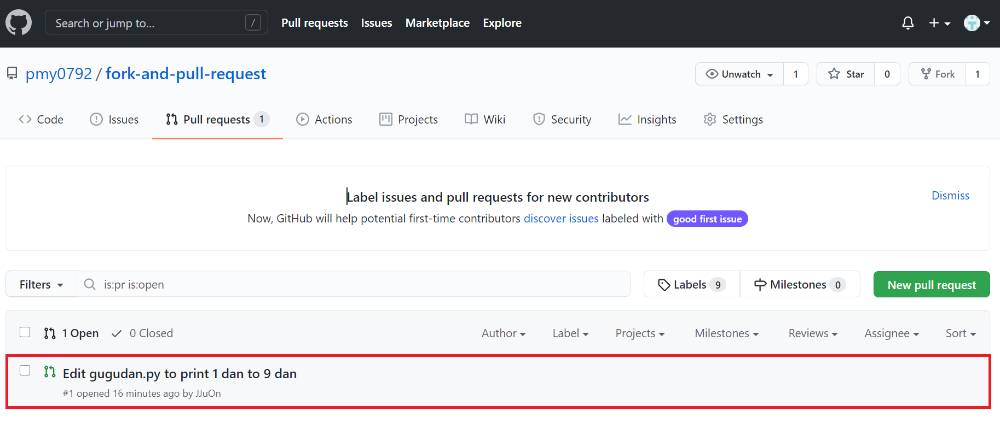 Search or jump to... / Pull requests Issues Marketplace Explore
pmy0792 / fork-and-pull-request Unwatch 1 Star 0 Fork 1
Code Issues Pull requests 1 Actions Projects Wiki Security Insights Settings
Label issues and pull requests for new contributors Dismiss
Now, GitHub will help potential first-time contributors discover issues labeled with good first issue
Filters is:pr is:open Labels 9 Milestones 0 New pull request
1 Open 0 Closed Author Label Projects Milestones Reviews Assignee Sort
Edit gugudan.py to print 1 dan to 9 dan
#1 opened 16 minutes ago by JJuOn